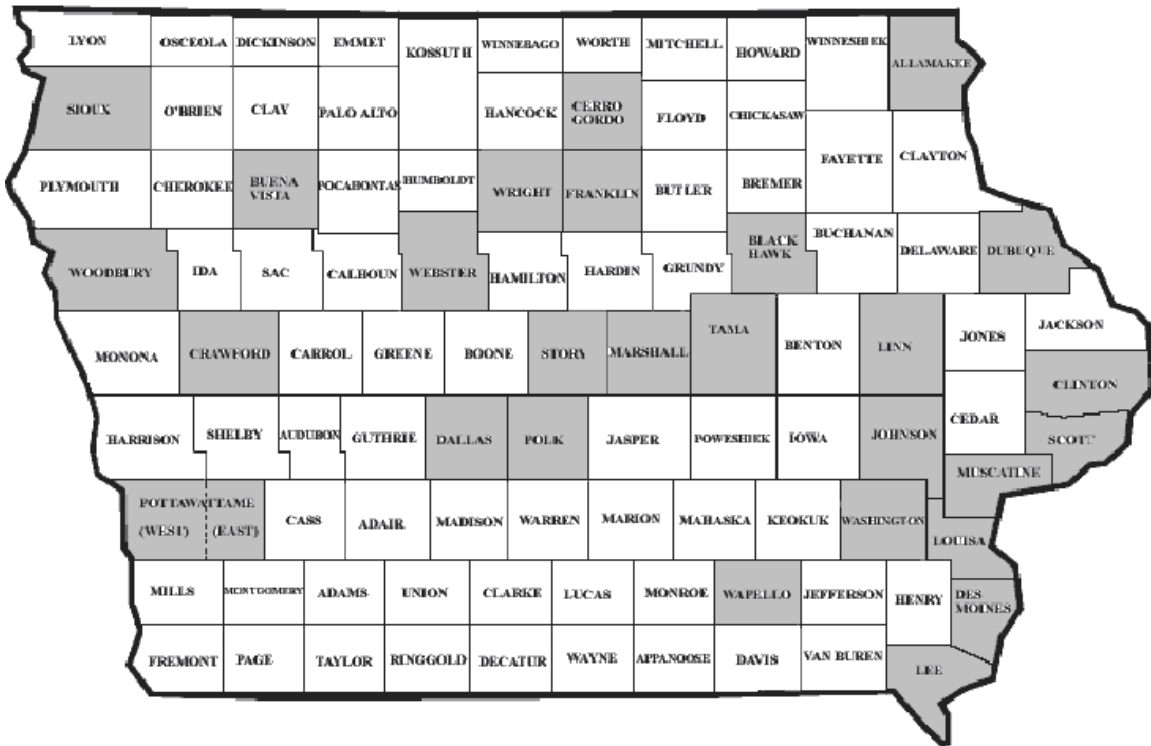 LYON
OSCEOLA
DICKINSON
EMMET
KOSSUTH
WINNEBAGO
WORTH
MITCHELL
HOWARD
WINNESHIEK
ALLAMAKEE
SIOUX
O'BRIEN
CLAY
PALO ALTO
HANCOCK
CERRO
GORDO
FLOYD
CHICKASAW
FAYETTE
CLAYTON
PLYMOUTH
CHEROKEE
BUENA
VISTA
POCAHONTAS
HUMBOLDT
WRIGHT
FRANKLIN
BUTLER
BREMER
WOODBURY
IDA
SAC
CALHOUN
WEBSTER
HAMILTON
HARDIN
GRUNDY
BLACK
HAWK
BUCHANAN
DELAWARE
DUBUQUE
MONONA
CRAWFORD
CARROL
GREENE
BOONE
STORY
MARSHALL
TAMA
BENTON
LINN
JONES
JACKSON
CLINTON
HARRISON
SHELBY
AUDUBON
GUTHRIE
DALLAS
POLK
JASPER
POWESHIEK
IOWA
JOHNSON
CEDAR
SCOTT
MUSCATINE
POTTAWATTAME
(WEST)
(EAST)
CASS
ADAIR
MADISON
WARREN
MARION
MAHASKA
KEOKUK
WASHINGTON
LOUISA
MILLS
MONTGOMERY
ADAMS
UNION
CLARKE
LUCAS
MONROE
WAPELLO
JEFFERSON
HENRY
DES
MOINES
FREMONT
PAGE
TAYLOR
RINGGOLD
DECATUR
WAYNE
APPANOOSE
DAVIS
VAN BUREN
LEE